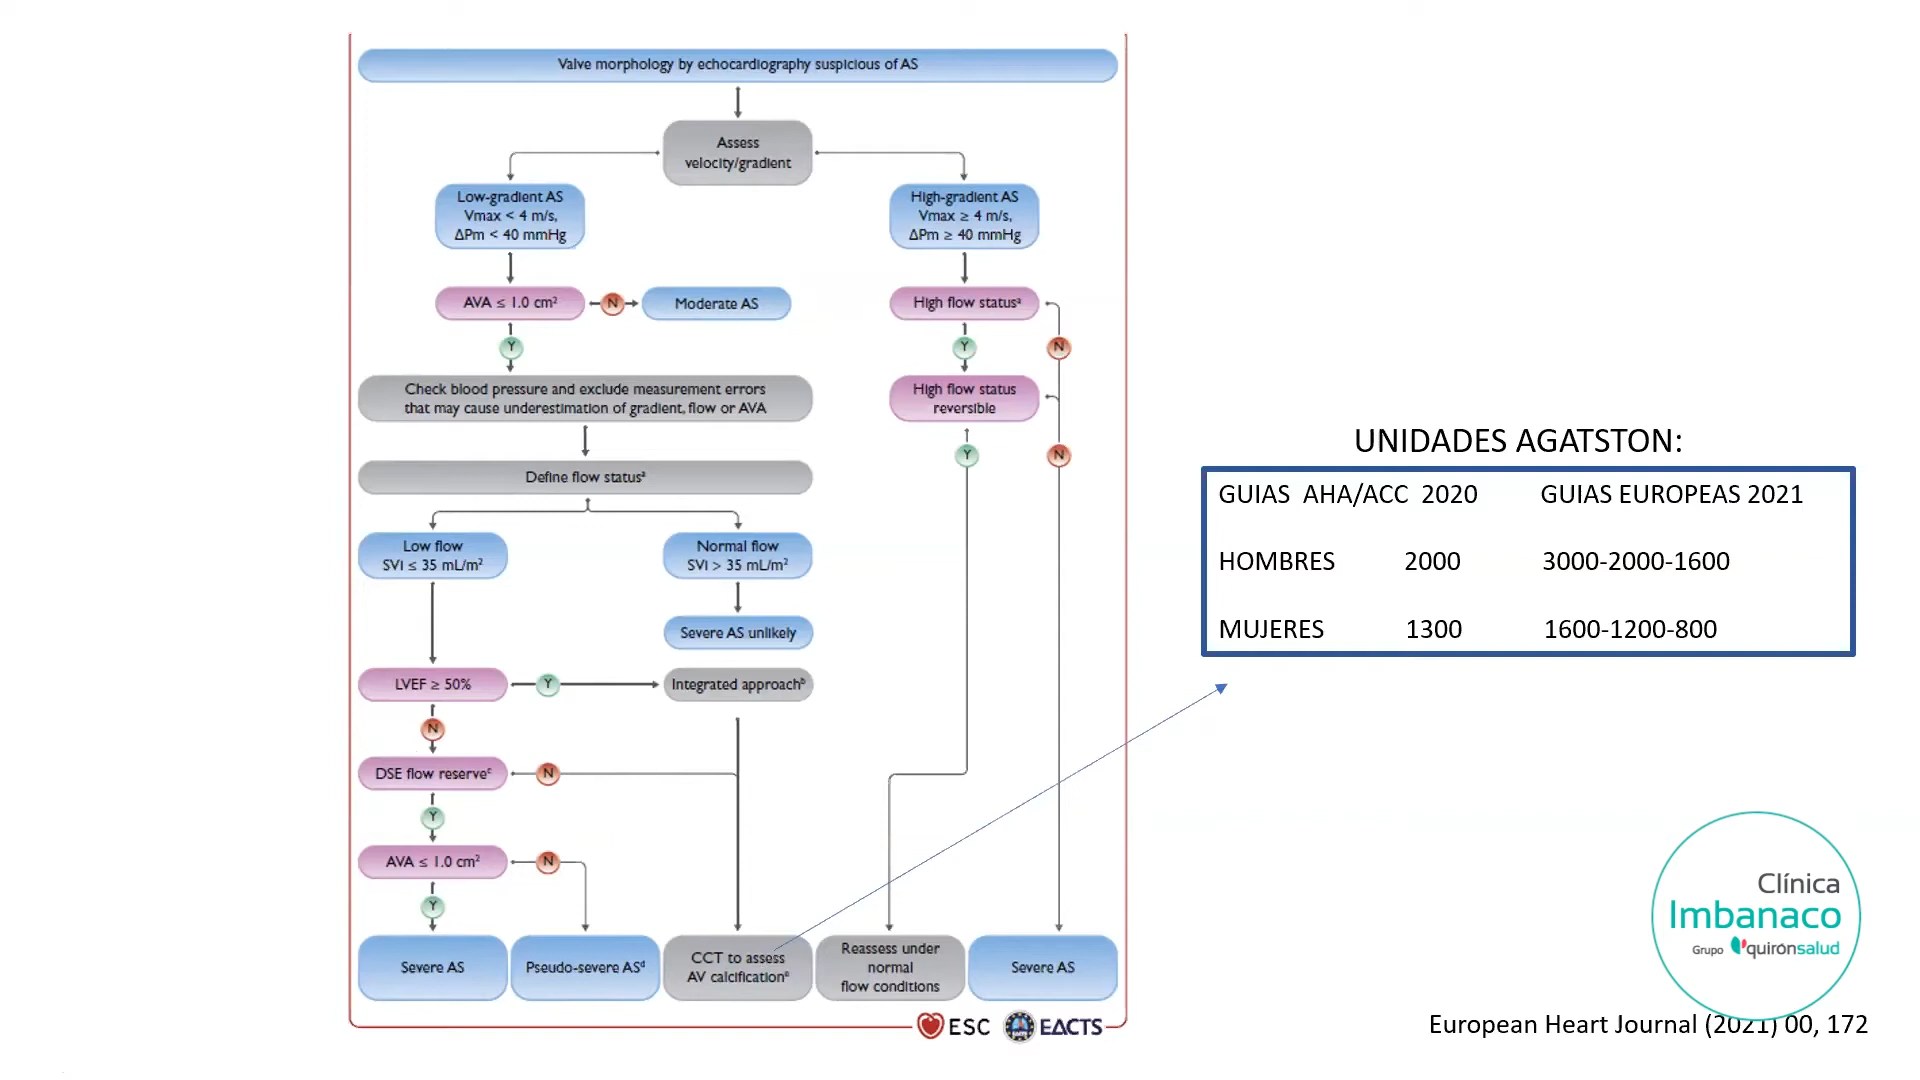 Valve morphology by echocardiography suspicious of AS
Assess
velocity/gradient
Low-gradient AS
Vmax < 4 m/s,
ΔPm < 40 mmHg
High-gradient AS
Vmax ≥ 4 m/s,
ΔPm ≥ 40 mmHg
AVA ≤ 1.0 cm²
N
Moderate AS
High flow statusᵃ
Y
Y
N
Check blood pressure and exclude measurement errors
that may cause underestimation of gradient, flow or AVA
High flow status
reversible
Y
N
Define flow statusᵃ
Low flow
SVi ≤ 35 mL/m²
Normal flow
SVi > 35 mL/m²
Severe AS unlikely
LVEF ≥ 50%
Y
Integrated approachᵇ
N
DSE flow reserveᶜ
N
Y
AVA ≤ 1.0 cm²
N
Y
Severe AS
Pseudo-severe ASᵈ
CCT to assess
AV calcificationᵉ
Reassess under
normal
flow conditions
Severe AS
ESC
EACTS
UNIDADES AGATSTON:
GUIAS AHA/ACC 2020 GUIAS EUROPEAS 2021
HOMBRES 2000 3000-2000-1600
MUJERES 1300 1600-1200-800
Clínica
Imbanaco
Grupo quirónsalud
European Heart Journal (2021) 00, 172